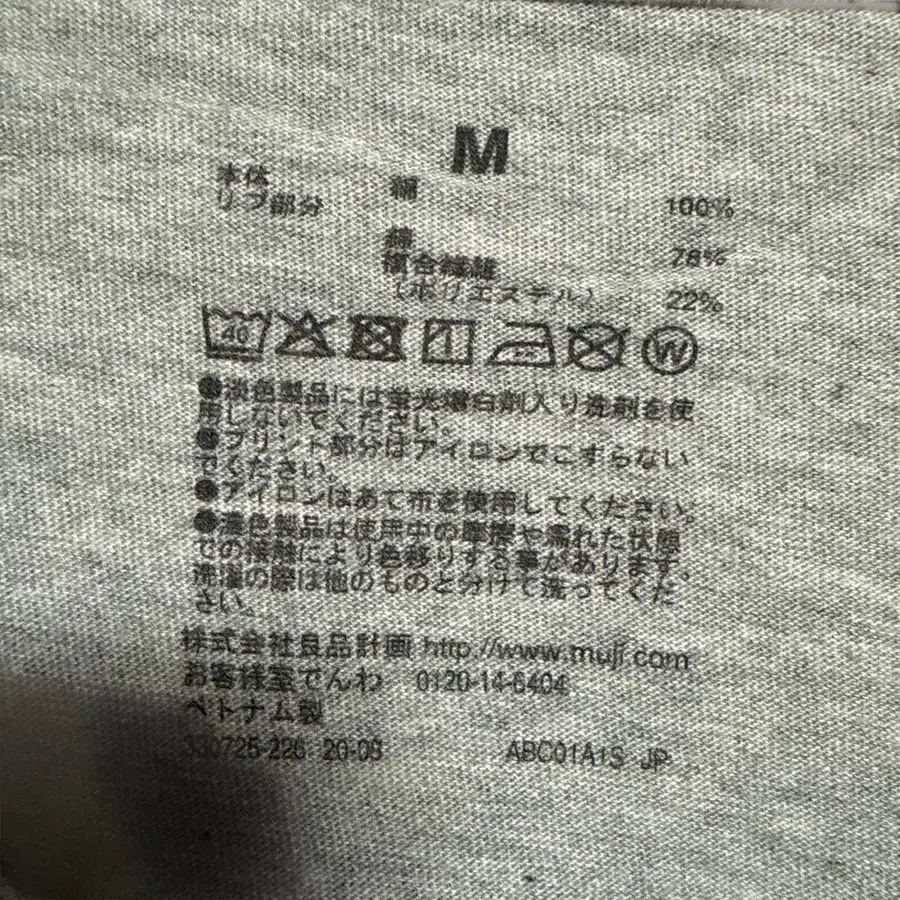 M
本体 綿 100%
リブ部分
綿 78%
複合繊維
(ポリエステル) 22%
40 W
●淡色製品には蛍光増白剤入り洗剤を使
用しないでください。
●プリント部分はアイロンでこすらない
でください。
●アイロンはあて布を使用してください。
●濃色製品は使用中の摩擦や濡れた状態
での接触により色移りする事があります。
洗濯の際は他のものと分けて洗ってくだ
さい。
株式会社良品計画 http://www.muji.com
お客様室でんわ 0120-14-6404
ベトナム製
20-08 ABC01A1S JP